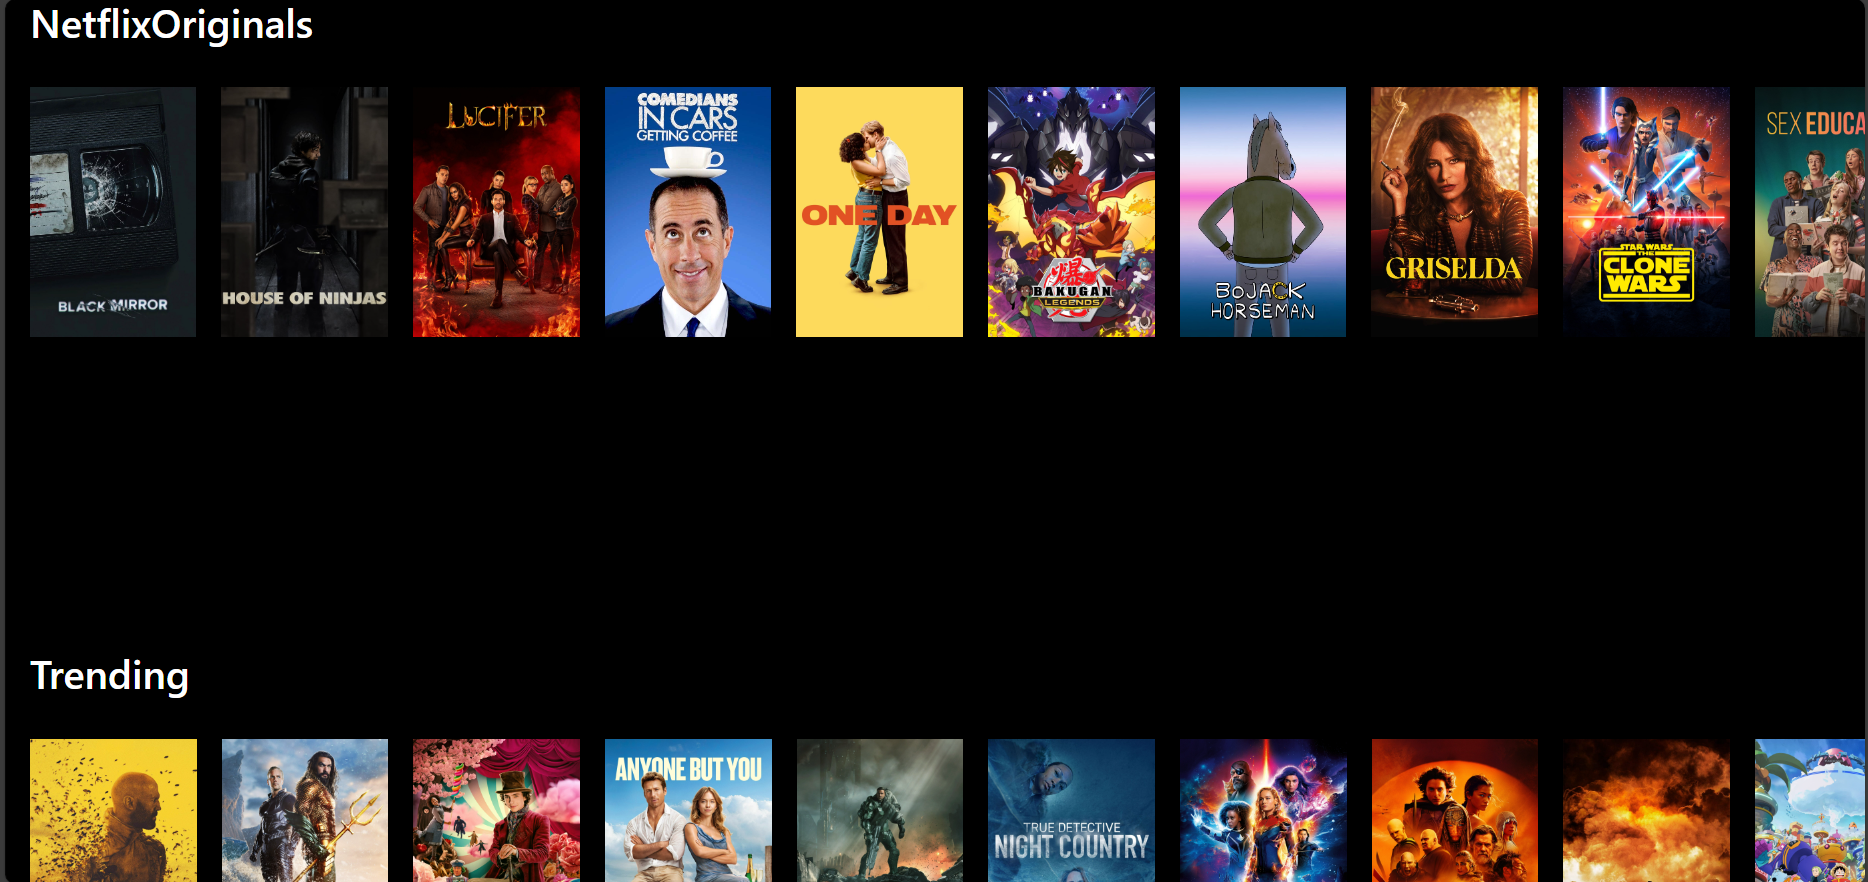 NetflixOriginals
BLACK MIRROR
HOUSE OF NINJAS
LUCIFER
COMEDIANS
IN CARS
GETTING COFFEE
ONE DAY
爆
BAKUGAN
LEGENDS
BOJACK
HORSEMAN
GRISELDA
STAR WARS
THE
CLONE
WARS
SEX EDUCA
Trending
ANYONE BUT YOU
TRUE DETECTIVE
NIGHT COUNTRY